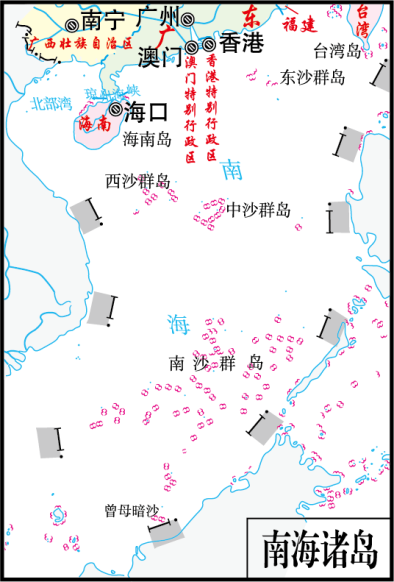 南宁
广州
东
福建
台湾
广西壮族自治区
广
澳门
香港
台湾岛
澳门特别行政区
香港特别行政区
东沙群岛
北部湾
琼州海峡
海口
海南
海南岛
南
西沙群岛
中沙群岛
海
南沙群岛
曾母暗沙
南海诸岛